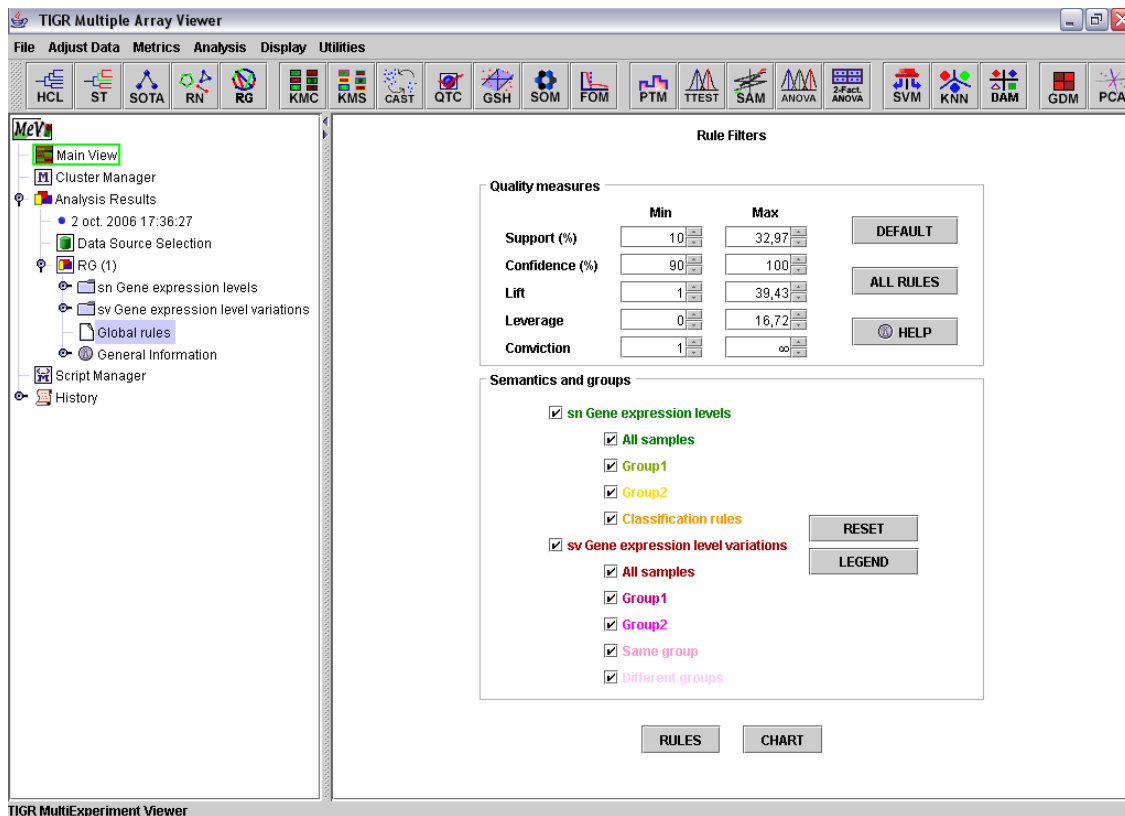 TIGR Multiple Array Viewer
File Adjust Data Metrics Analysis Display Utilities
HCL ST SOTA RN RG KMC KMS CAST QTC GSH SOM FOM PTM TTEST SAM ANOVA 2-Fact. ANOVA SVM KNN DAM GDM PCA
MeV
Main View
Cluster Manager
Analysis Results
2 oct. 2006 17:36:27
Data Source Selection
RG (1)
sn Gene expression levels
sv Gene expression level variations
Global rules
General Information
Script Manager
History
Rule Filters
Quality measures
Min Max
Support (%) 10 32,97
Confidence (%) 90 100
Lift 1 39,43
Leverage 0 16,72
Conviction 1 ∞
DEFAULT
ALL RULES
HELP
Semantics and groups
sn Gene expression levels
All samples
Group1
Group2
Classification rules
sv Gene expression level variations
All samples
Group1
Group2
Same group
Different groups
RESET
LEGEND
RULES CHART
TIGR MultiExperiment Viewer